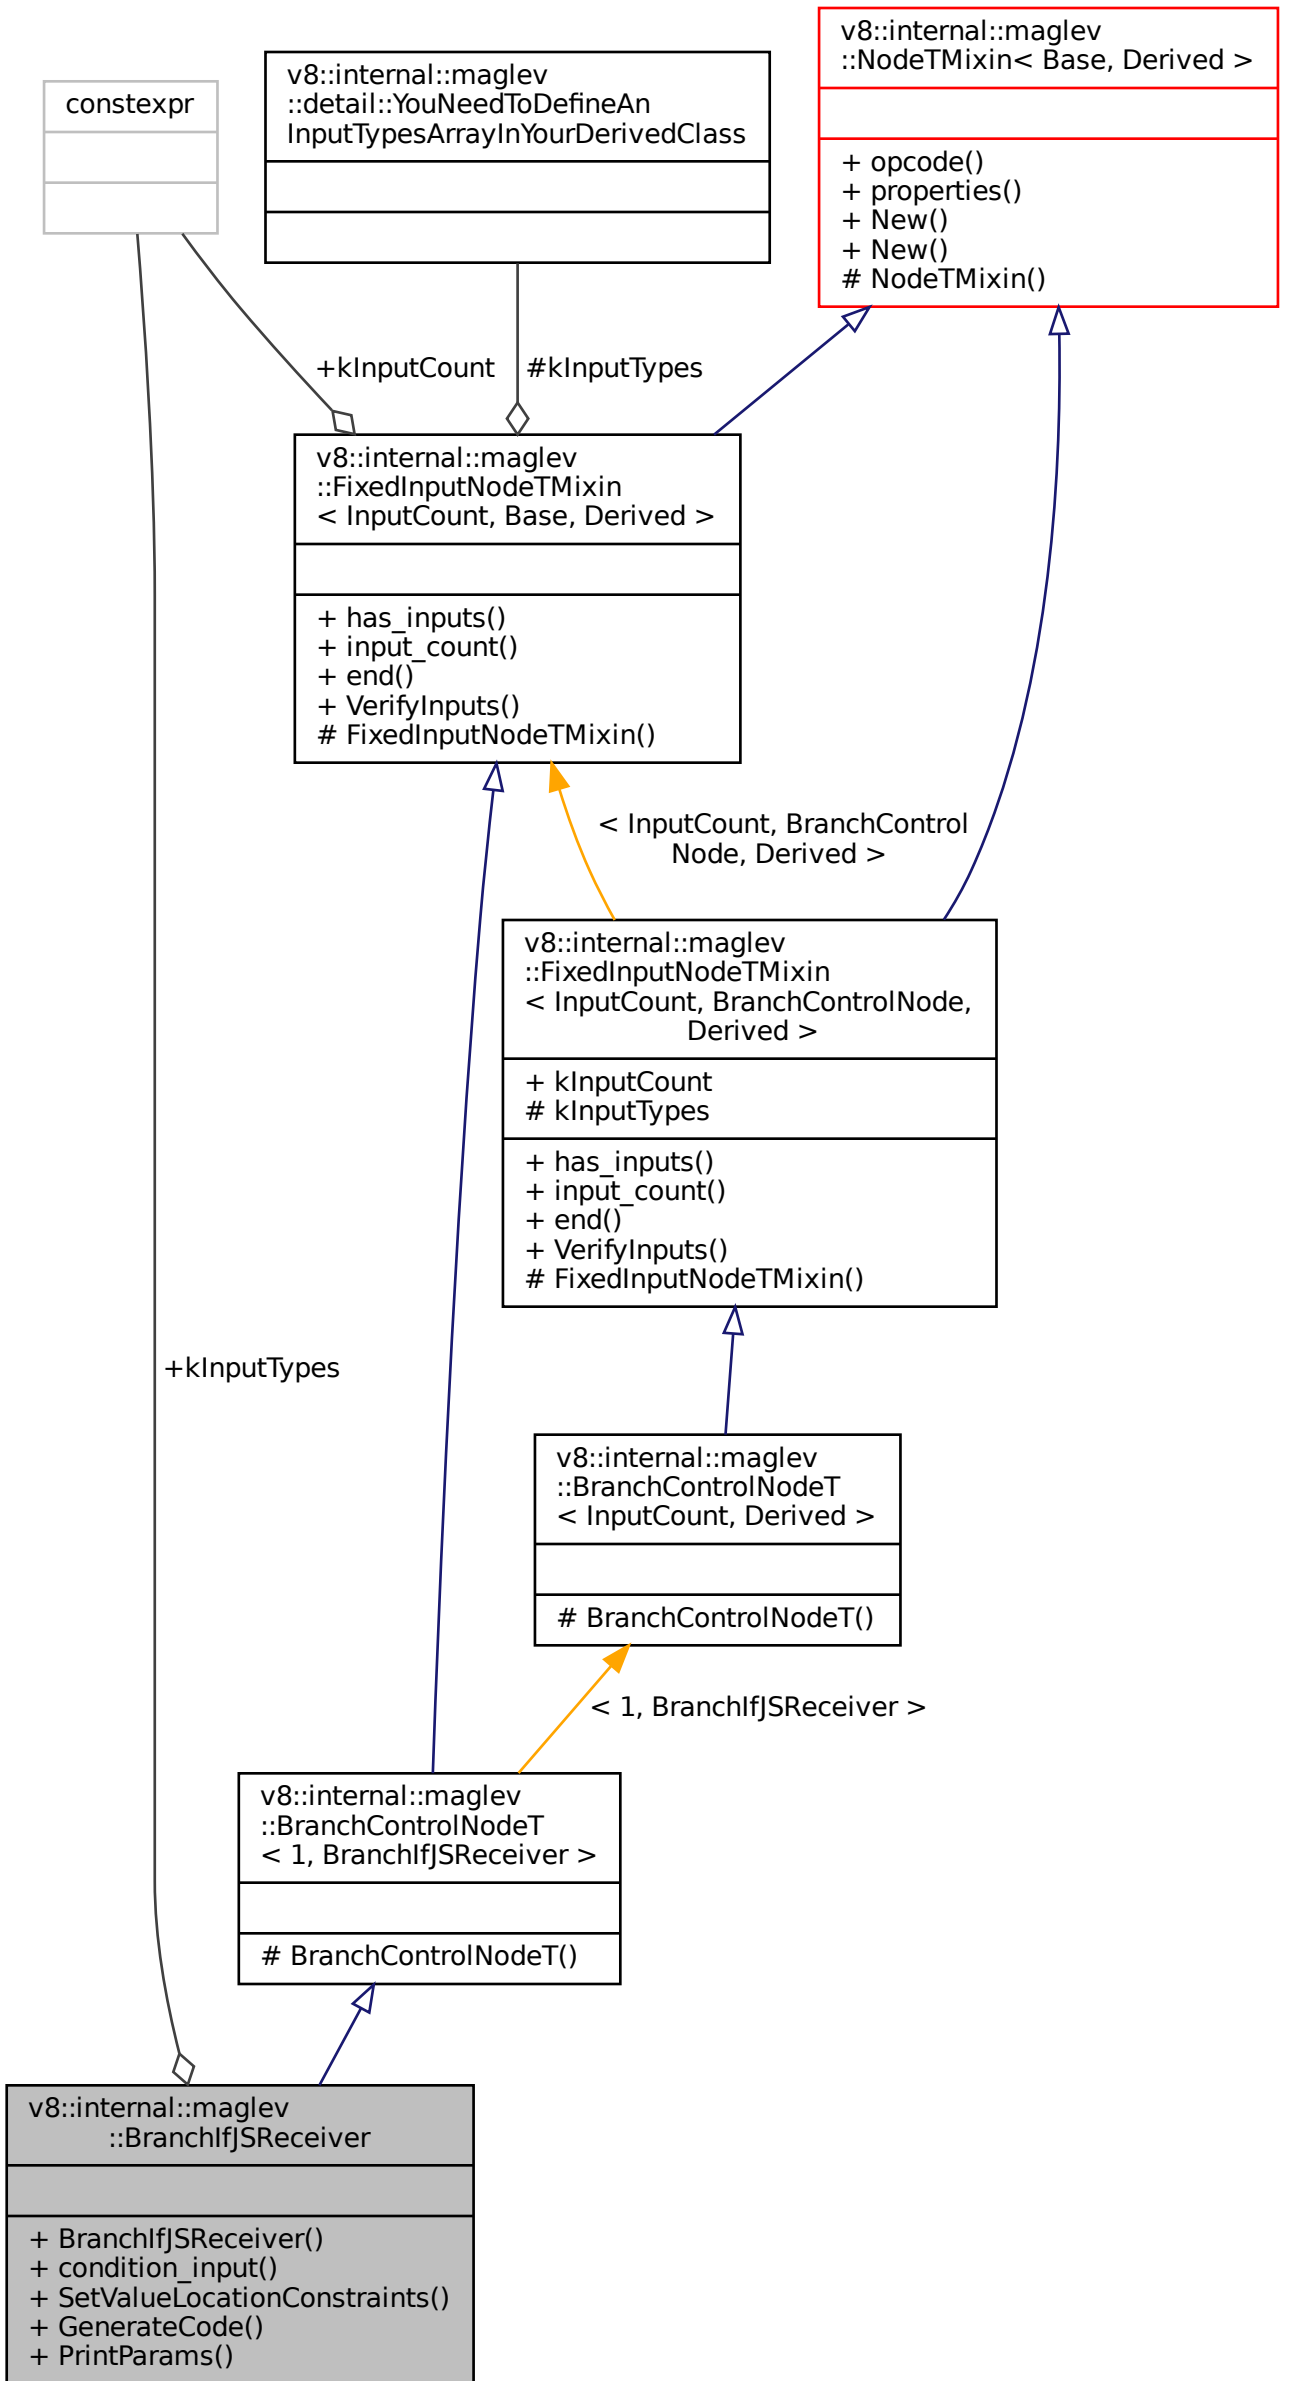 v8::internal::maglev
::NodeTMixin< Base, Derived >
+ opcode()
+ properties()
+ New()
+ New()
# NodeTMixin()
v8::internal::maglev
::detail::YouNeedToDefineAn
InputTypesArrayInYourDerivedClass
constexpr
+kInputCount
#kInputTypes
v8::internal::maglev
::FixedInputNodeTMixin
< InputCount, Base, Derived >
+ has_inputs()
+ input_count()
+ end()
+ VerifyInputs()
# FixedInputNodeTMixin()
< InputCount, BranchControl
Node, Derived >
v8::internal::maglev
::FixedInputNodeTMixin
< InputCount, BranchControlNode,
Derived >
+ kInputCount
# kInputTypes
+ has_inputs()
+ input_count()
+ end()
+ VerifyInputs()
# FixedInputNodeTMixin()
+kInputTypes
v8::internal::maglev
::BranchControlNodeT
< InputCount, Derived >
# BranchControlNodeT()
< 1, BranchIfJSReceiver >
v8::internal::maglev
::BranchControlNodeT
< 1, BranchIfJSReceiver >
# BranchControlNodeT()
v8::internal::maglev
::BranchIfJSReceiver
+ BranchIfJSReceiver()
+ condition_input()
+ SetValueLocationConstraints()
+ GenerateCode()
+ PrintParams()